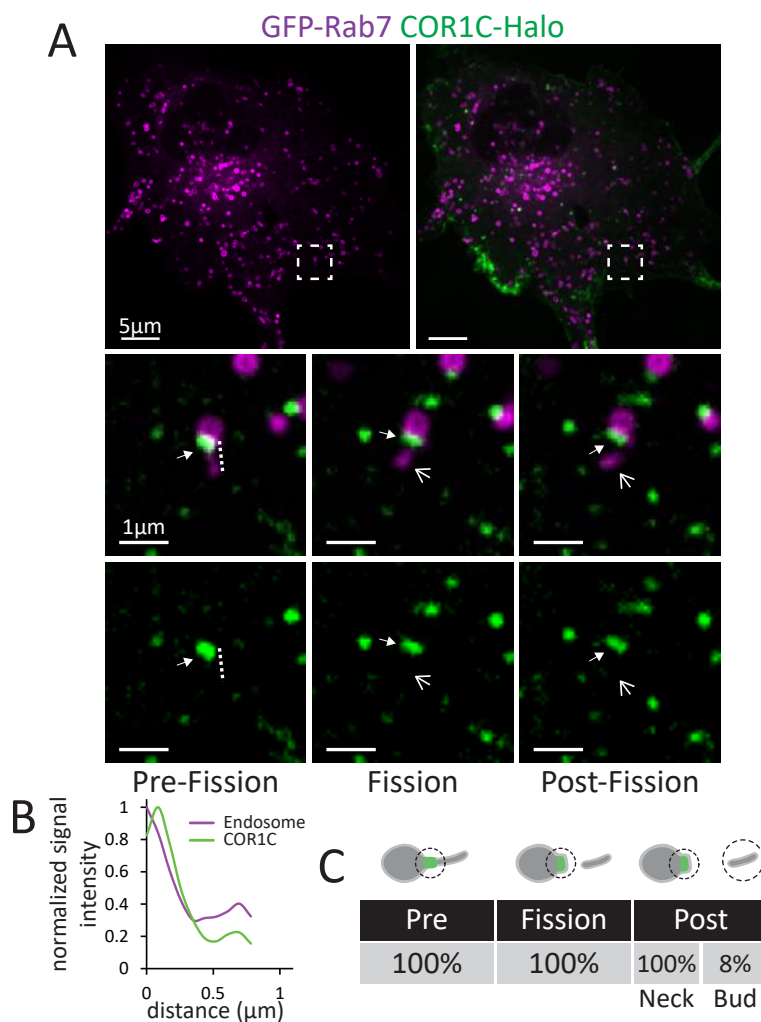 A
GFP-Rab7 COR1C-Halo
5µm
1µm
Pre-Fission Fission Post-Fission
B
normalized signal
intensity
1
0.8
0.6
0.4
0.2
0
Endosome
COR1C
0 0.5 1
distance (µm)
C
Pre Fission Post
100% 100% 100% 8%
Neck Bud